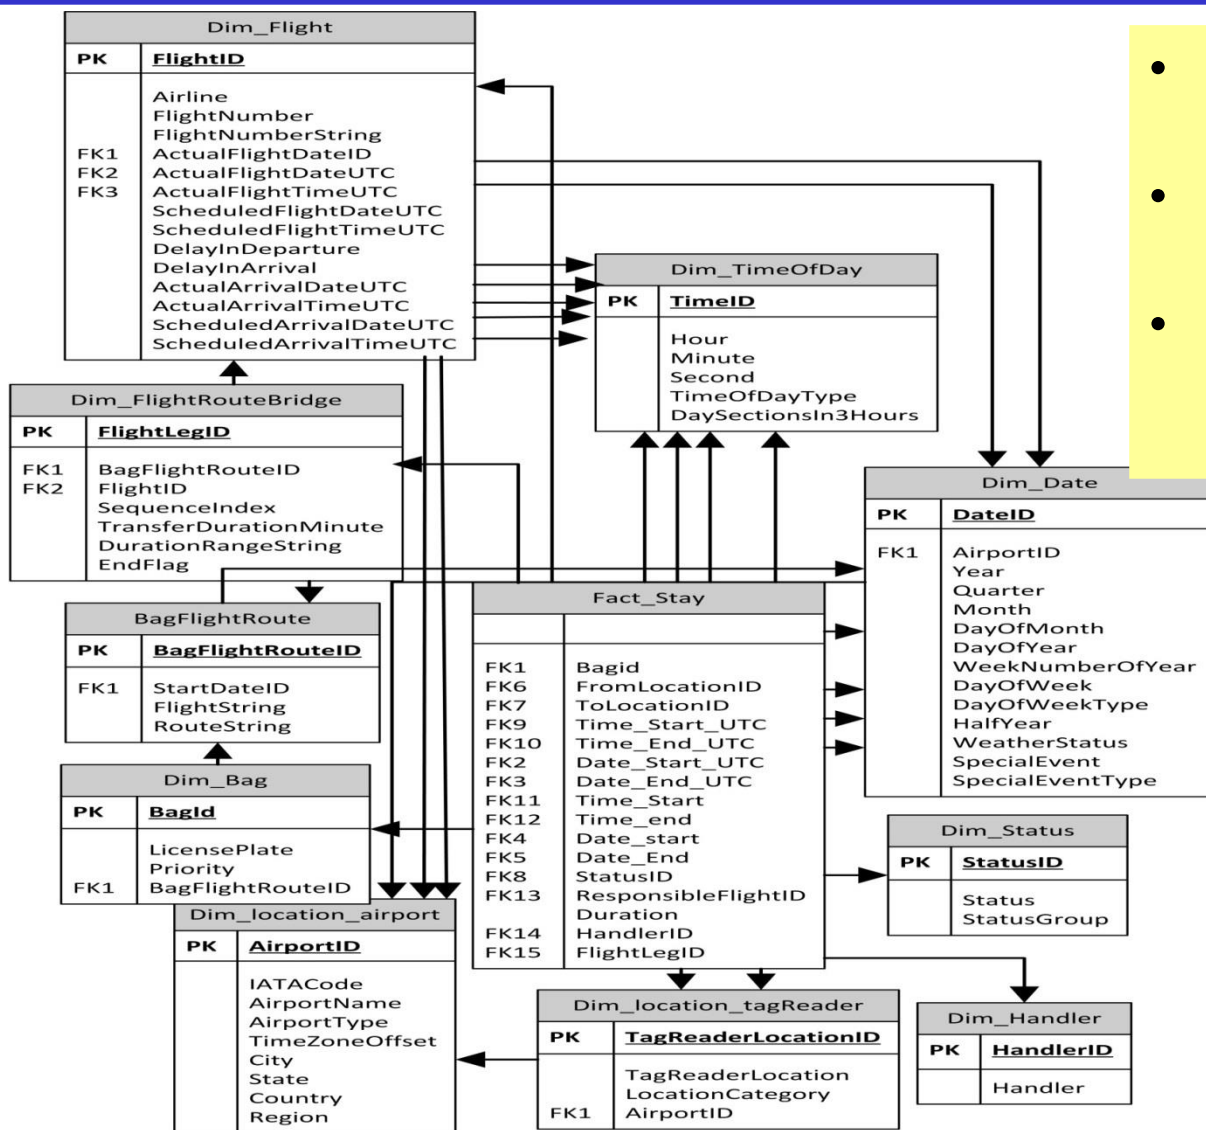 Dim_Flight
PK FlightID
Airline
FlightNumber
FlightNumberString
FK1 ActualFlightDateID
FK2 ActualFlightDateUTC
FK3 ActualFlightTimeUTC
ScheduledFlightDateUTC
ScheduledFlightTimeUTC
DelayInDeparture
DelayInArrival
ActualArrivalDateUTC
ActualArrivalTimeUTC
ScheduledArrivalDateUTC
ScheduledArrivalTimeUTC
Dim_TimeOfDay
PK TimeID
Hour
Minute
Second
TimeOfDayType
DaySectionsIn3Hours
Dim_FlightRouteBridge
PK FlightLegID
FK1 BagFlightRouteID
FK2 FlightID
SequenceIndex
TransferDurationMinute
DurationRangeString
EndFlag
Dim_Date
PK DateID
FK1 AirportID
Year
Quarter
Month
DayOfMonth
DayOfYear
WeekNumberOfYear
DayOfWeek
DayOfWeekType
HalfYear
WeatherStatus
SpecialEvent
SpecialEventType
BagFlightRoute
PK BagFlightRouteID
FK1 StartDateID
FlightString
RouteString
Fact_Stay
FK1 Bagid
FK6 FromLocationID
FK7 ToLocationID
FK9 Time_Start_UTC
FK10 Time_End_UTC
FK2 Date_Start_UTC
FK3 Date_End_UTC
FK11 Time_Start
FK12 Time_end
FK4 Date_start
FK5 Date_End
FK8 StatusID
FK13 ResponsibleFlightID
Duration
FK14 HandlerID
FK15 FlightLegID
Dim_Bag
PK BagId
LicensePlate
Priority
FK1 BagFlightRouteID
Dim_Status
PK StatusID
Status
StatusGroup
Dim_location_airport
PK AirportID
IATACode
AirportName
AirportType
TimeZoneOffset
City
State
Country
Region
Dim_location_tagReader
PK TagReaderLocationID
TagReaderLocation
LocationCategory
FK1 AirportID
Dim_Handler
PK HandlerID
Handler